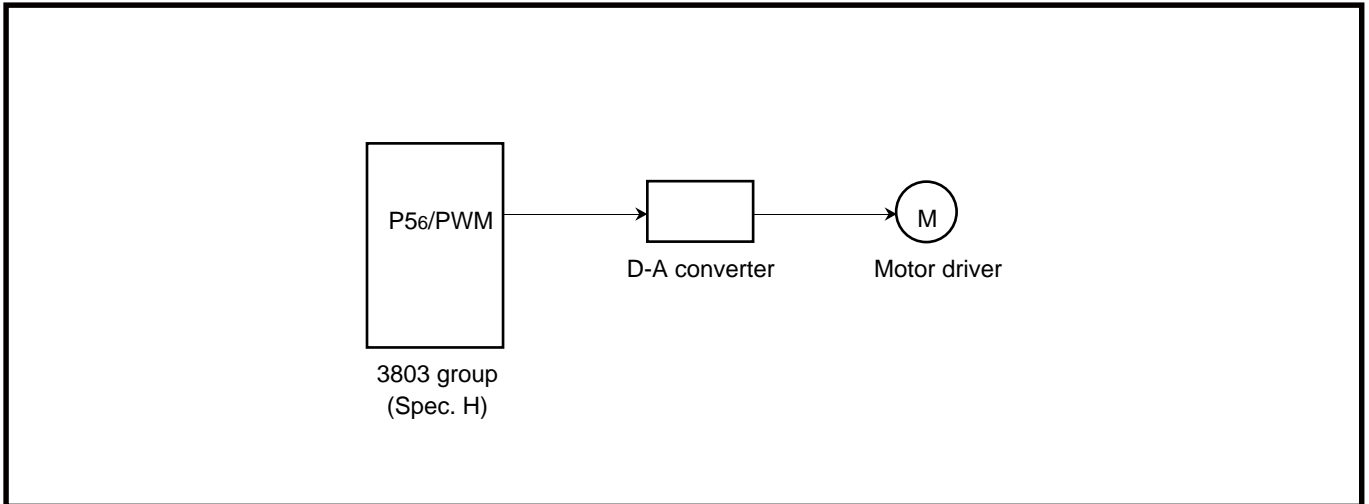 P56/PWM
M
D-A converter
Motor driver
3803 group
(Spec. H)